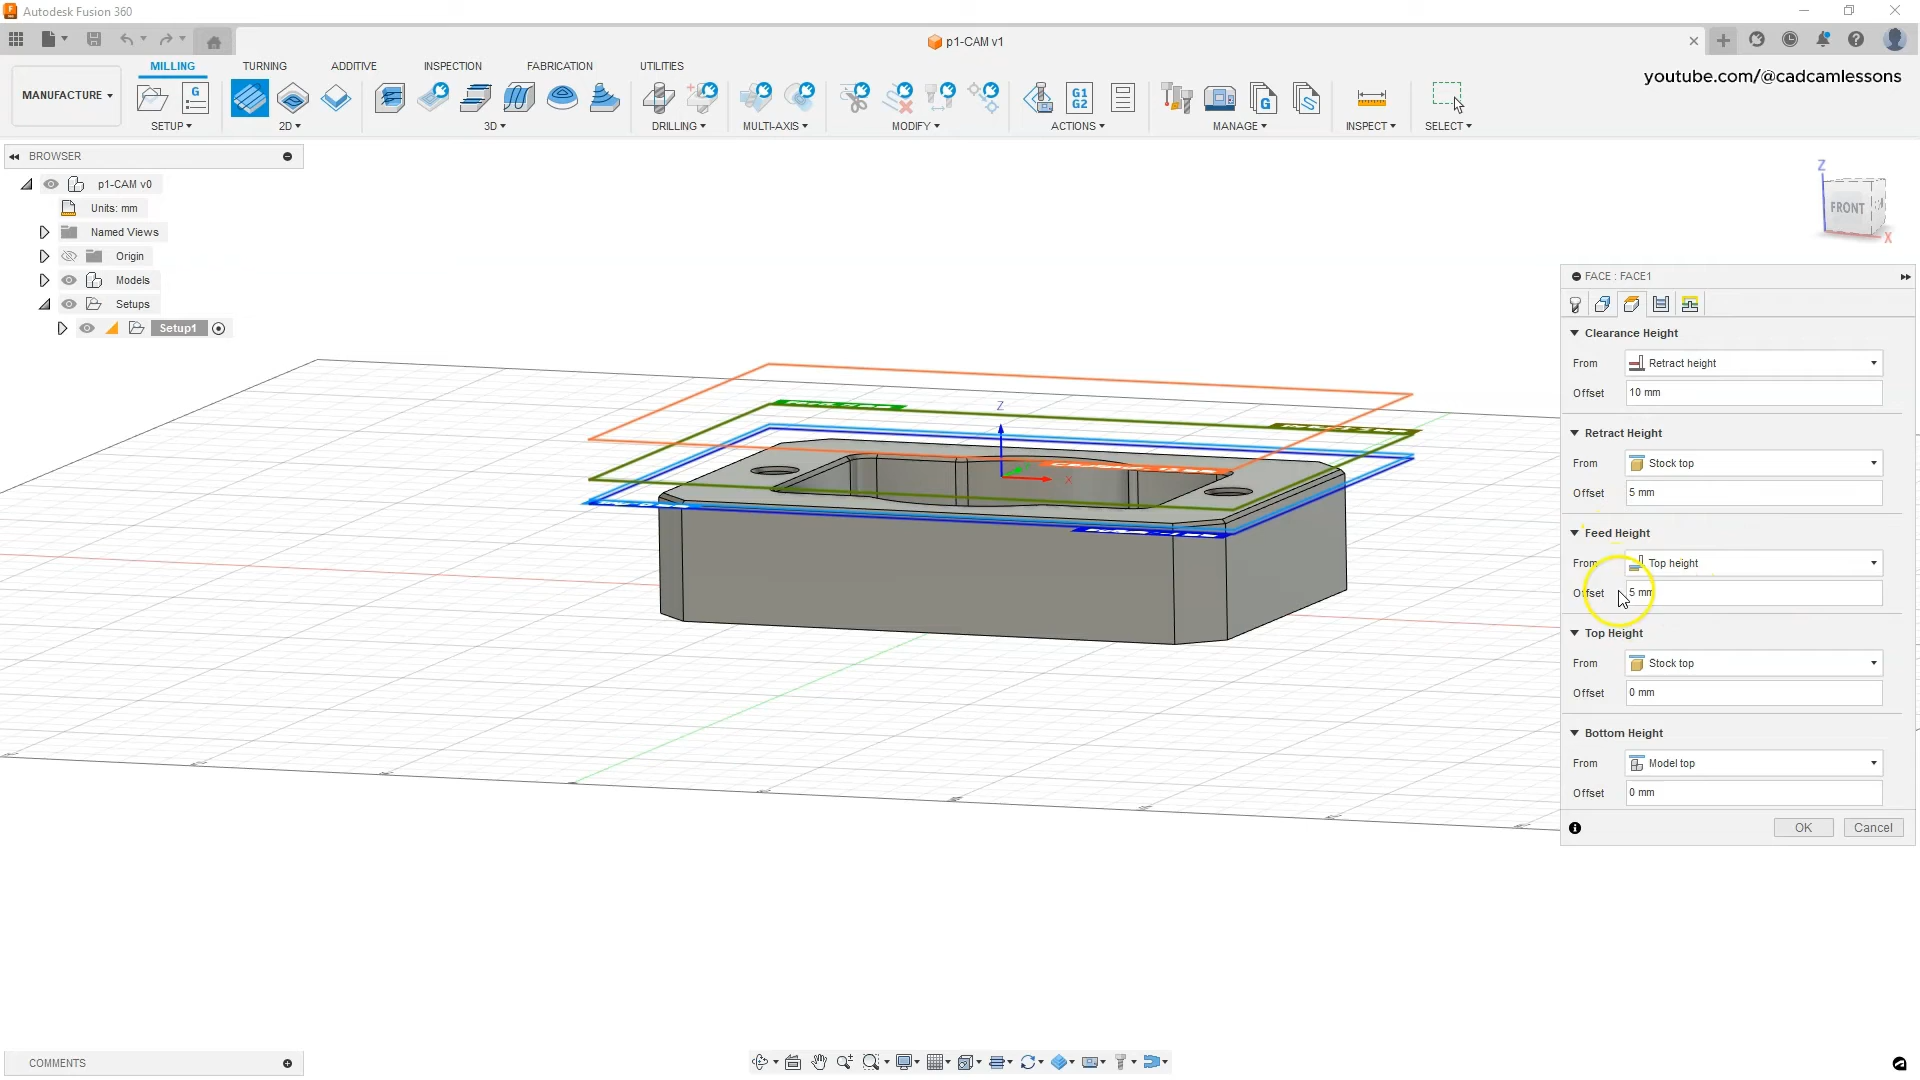 Autodesk Fusion 360
p1-CAM v1
MILLING
TURNING
ADDITIVE
INSPECTION
FABRICATION
UTILITIES
youtube.com/@cadcamlessons
MANUFACTURE
G
G1
G2
G
SETUP
2D
3D
DRILLING
MULTI-AXIS
MODIFY
ACTIONS
MANAGE
INSPECT
SELECT
BROWSER
p1-CAM v0
Units: mm
Named Views
Origin
Models
Setups
Setup1
Z
FRONT
X
Z
X
FACE : FACE1
Clearance Height
From
Retract height
Offset
10 mm
Retract Height
From
Stock top
Offset
5 mm
Feed Height
From
Top height
Offset
5 mm
Top Height
From
Stock top
Offset
0 mm
Bottom Height
From
Model top
Offset
0 mm
OK
Cancel
COMMENTS